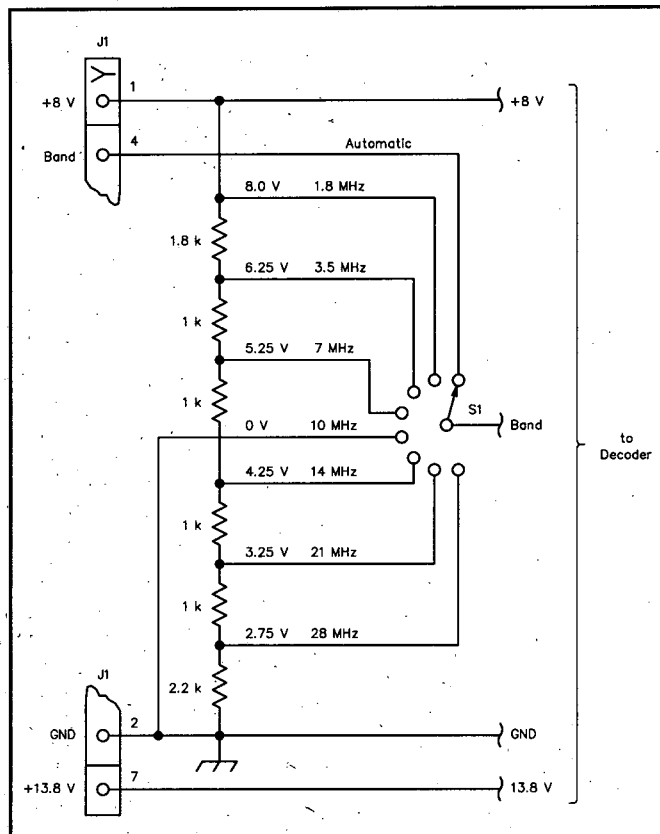 J1
1
+8 V
+8 V
4
Band
Automatic
8.0 V 1.8 MHz
1.8 k
6.25 V 3.5 MHz
1 k
5.25 V 7 MHz
1 k
S1
Band
0 V 10 MHz
to
Decoder
4.25 V 14 MHz
1 k
3.25 V 21 MHz
1 k
2.75 V 28 MHz
2.2 k
J1
2
GND
GND
7
+13.8 V
13.8 V